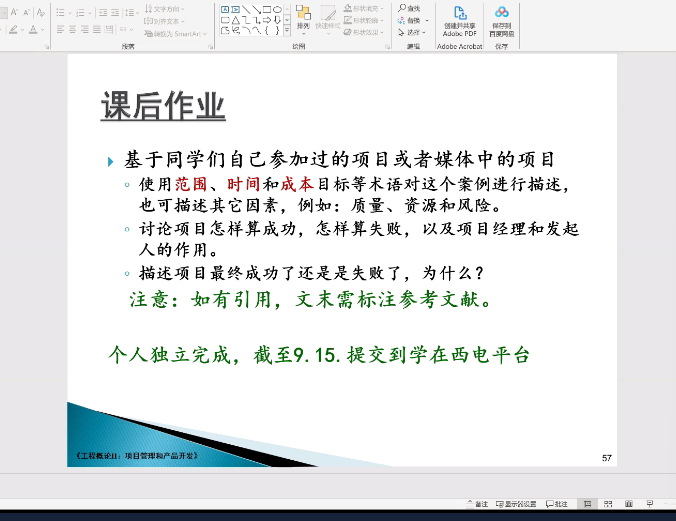 文字方向
对齐文本
转换为 SmartArt
段落
排列
快速样式
形状填充
形状轮廓
形状效果
绘图
查找
替换
选择
编辑
创建并共享
Adobe PDF
Adobe Acrobat
保存到
百度网盘
保存
课后作业
基于同学们自己参加过的项目或者媒体中的项目
使用范围、时间和成本目标等术语对这个案例进行描述，
也可描述其它因素，例如：质量、资源和风险。
讨论项目怎样算成功，怎样算失败，以及项目经理和发起
人的作用。
描述项目最终成功了还是是失败了，为什么？
注意：如有引用，文末需标注参考文献。
个人独立完成，截至9.15.提交到学在西电平台
《工程概论II：项目管理和产品开发》
57
备注
显示器设置
批注